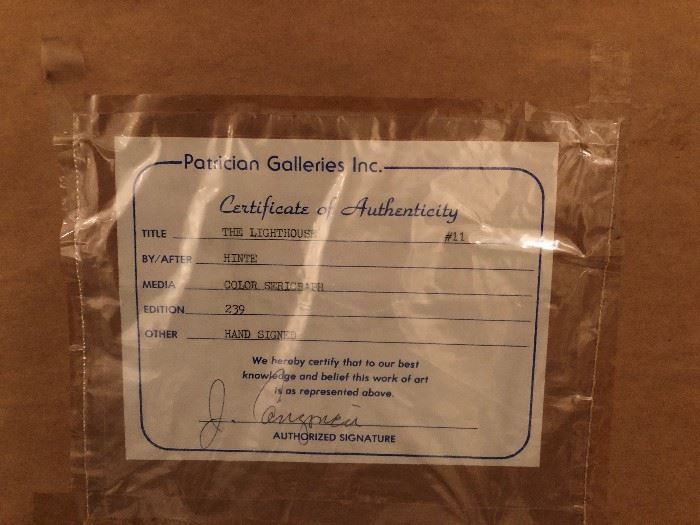 Patrician Galleries Inc.
Certificate of Authenticity
TITLE THE LIGHTHOUSE #11
BY/AFTER HINTE
MEDIA COLOR SERIGRAPH
EDITION 239
OTHER HAND SIGNED
We hereby certify that to our best
knowledge and belief this work of art
is as represented above.
J.
AUTHORIZED SIGNATURE